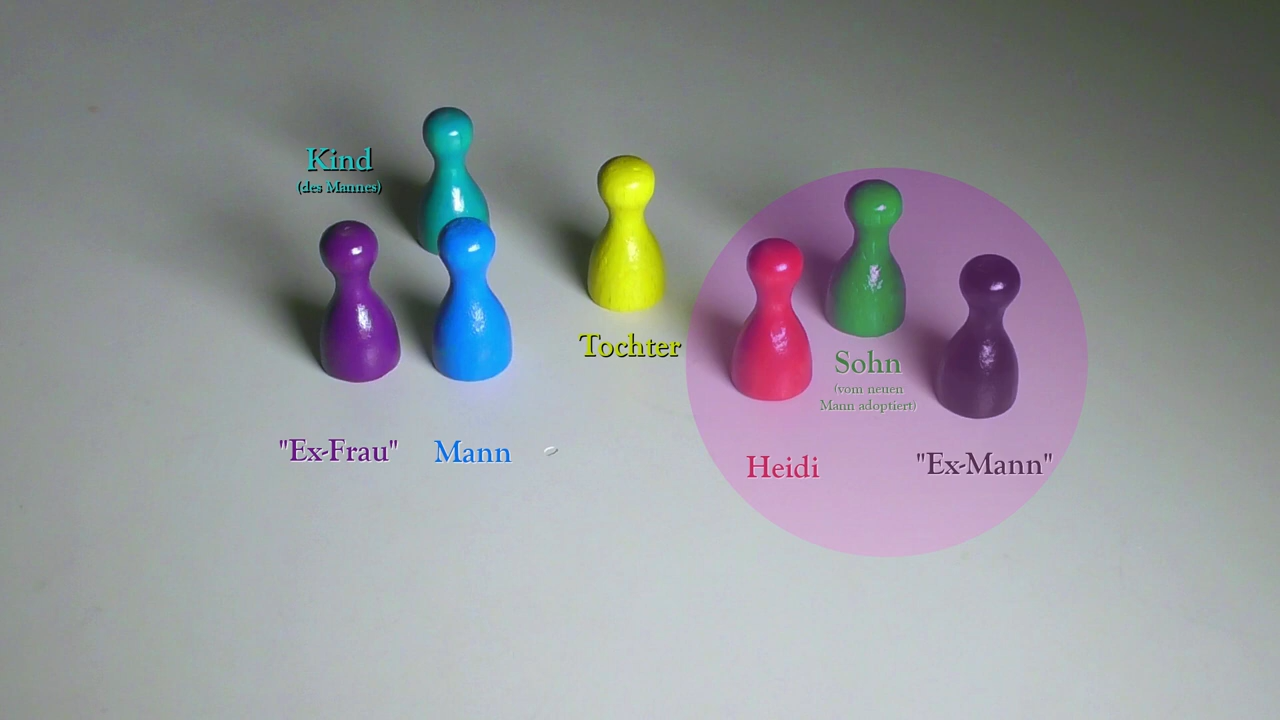 Kind
(des Mannes)
Tochter
Sohn
(vom neuen
Mann adoptiert)
"Ex-Frau"
Mann
Heidi
"Ex-Mann"